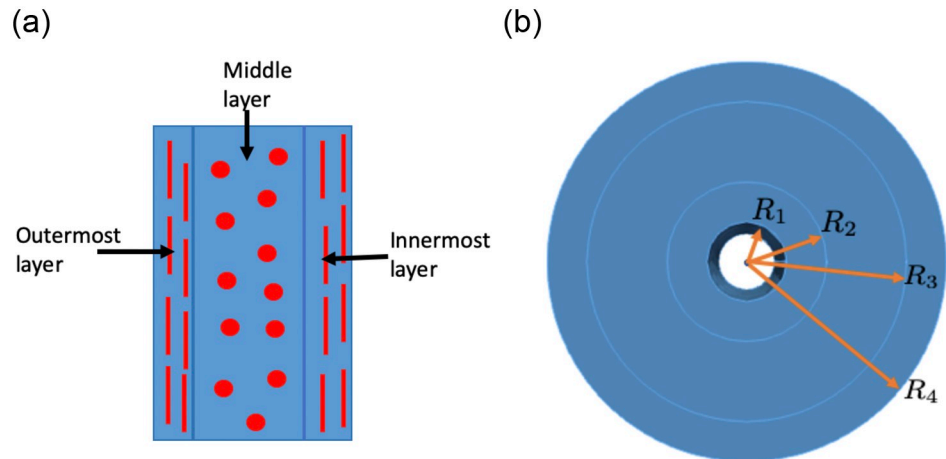 (a)
(b)
Middle
layer
Outermost
layer
Innermost
layer
R1
R2
R3
R4